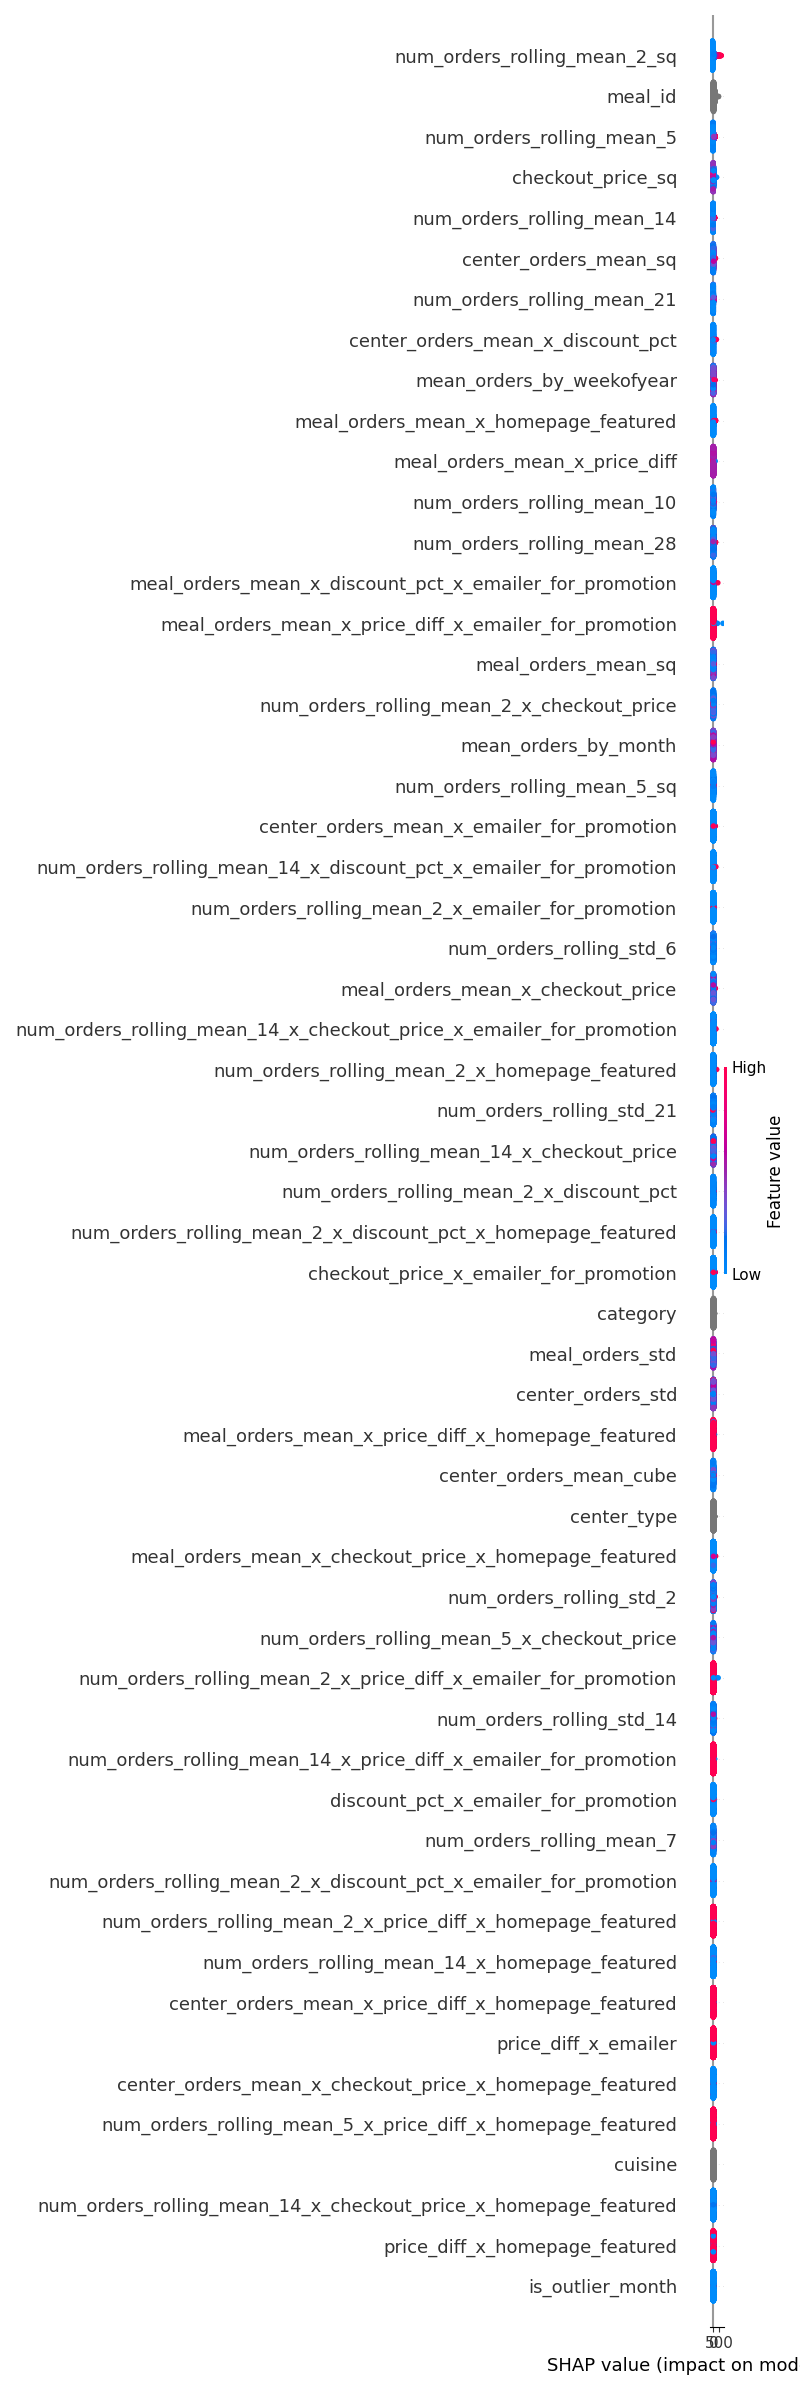 num_orders_rolling_mean_2_sq
meal_id
num_orders_rolling_mean_5
checkout_price_sq
num_orders_rolling_mean_14
center_orders_mean_sq
num_orders_rolling_mean_21
center_orders_mean_x_discount_pct
mean_orders_by_weekofyear
meal_orders_mean_x_homepage_featured
meal_orders_mean_x_price_diff
num_orders_rolling_mean_10
num_orders_rolling_mean_28
meal_orders_mean_x_discount_pct_x_emailer_for_promotion
meal_orders_mean_x_price_diff_x_emailer_for_promotion
meal_orders_mean_sq
num_orders_rolling_mean_2_x_checkout_price
mean_orders_by_month
num_orders_rolling_mean_5_sq
center_orders_mean_x_emailer_for_promotion
num_orders_rolling_mean_14_x_discount_pct_x_emailer_for_promotion
num_orders_rolling_mean_2_x_emailer_for_promotion
num_orders_rolling_std_6
meal_orders_mean_x_checkout_price
num_orders_rolling_mean_14_x_checkout_price_x_emailer_for_promotion
num_orders_rolling_mean_2_x_homepage_featured
High
num_orders_rolling_std_21
num_orders_rolling_mean_14_x_checkout_price
Feature value
num_orders_rolling_mean_2_x_discount_pct
num_orders_rolling_mean_2_x_discount_pct_x_homepage_featured
checkout_price_x_emailer_for_promotion
Low
category
meal_orders_std
center_orders_std
meal_orders_mean_x_price_diff_x_homepage_featured
center_orders_mean_cube
center_type
meal_orders_mean_x_checkout_price_x_homepage_featured
num_orders_rolling_std_2
num_orders_rolling_mean_5_x_checkout_price
num_orders_rolling_mean_2_x_price_diff_x_emailer_for_promotion
num_orders_rolling_std_14
num_orders_rolling_mean_14_x_price_diff_x_emailer_for_promotion
discount_pct_x_emailer_for_promotion
num_orders_rolling_mean_7
num_orders_rolling_mean_2_x_discount_pct_x_emailer_for_promotion
num_orders_rolling_mean_2_x_price_diff_x_homepage_featured
num_orders_rolling_mean_14_x_homepage_featured
center_orders_mean_x_price_diff_x_homepage_featured
price_diff_x_emailer
center_orders_mean_x_checkout_price_x_homepage_featured
num_orders_rolling_mean_5_x_price_diff_x_homepage_featured
cuisine
num_orders_rolling_mean_14_x_checkout_price_x_homepage_featured
price_diff_x_homepage_featured
is_outlier_month
SHAP value (impact on mod